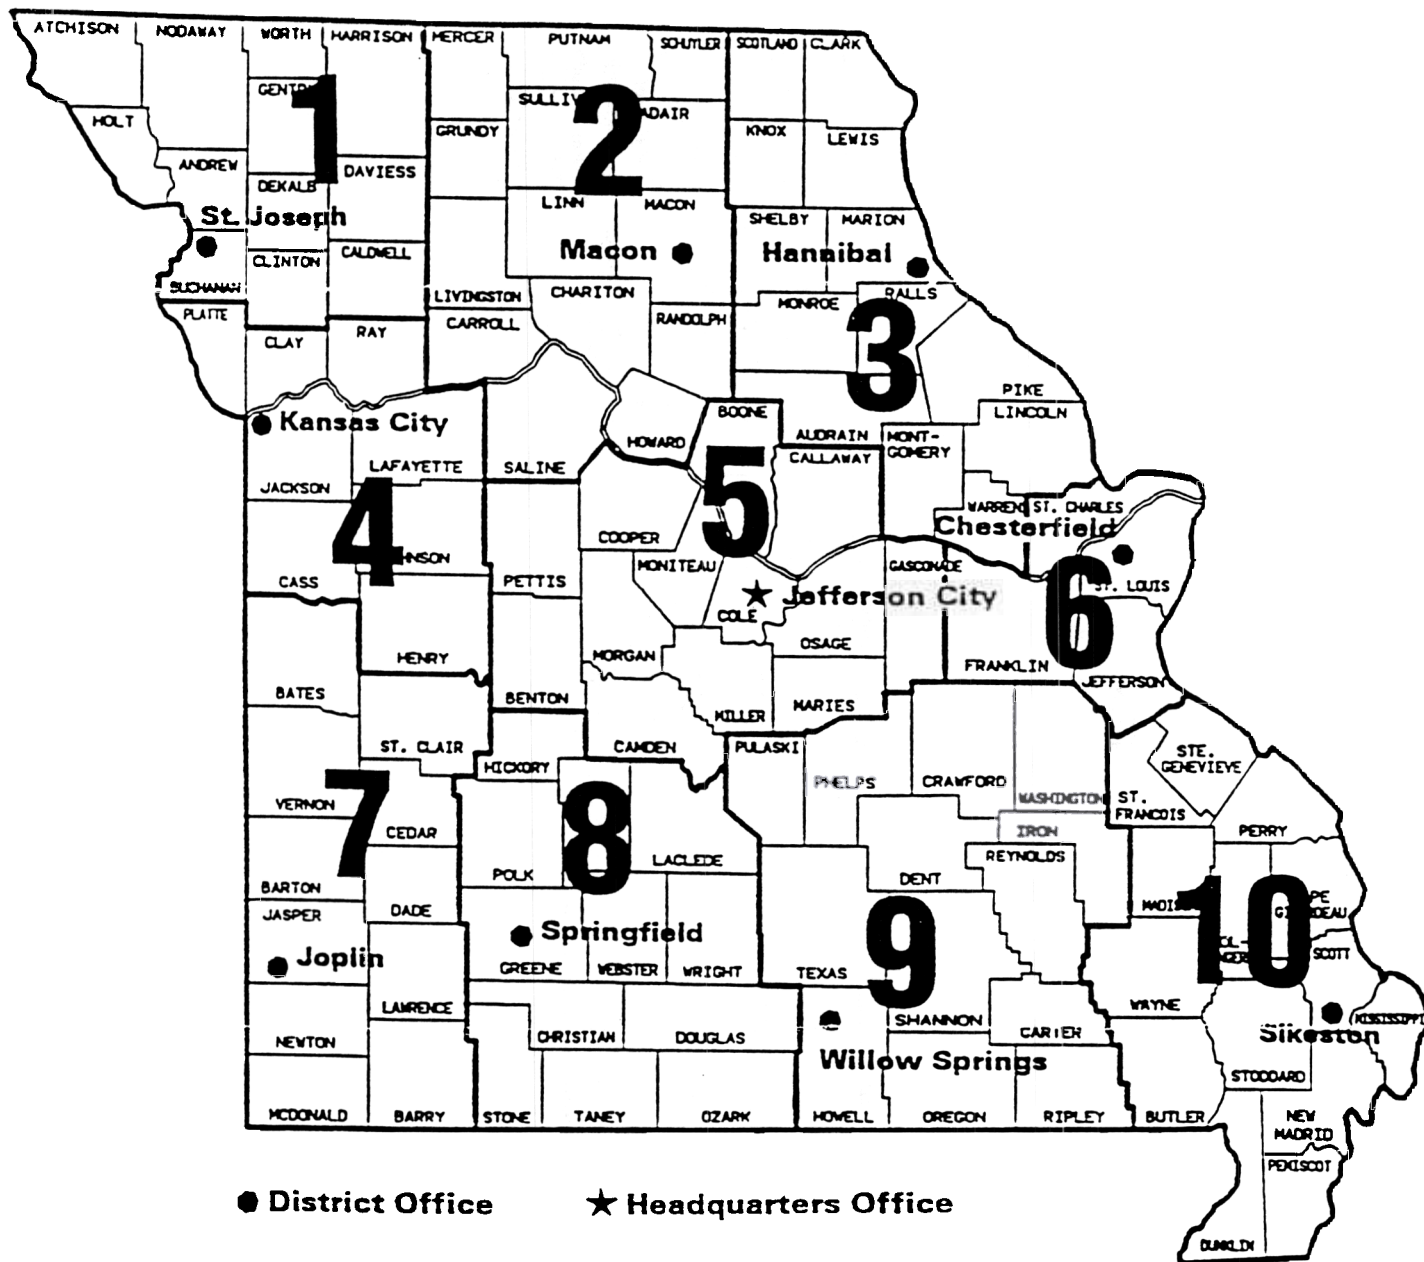 ATCHISON NODAWAY WORTH HARRISON MERCER PUTNAM SCHUYLER SCOTLAND CLARK
GENTRY 1 SULLIV 2 ADAIR
HOLT GRUNDY KNOX LEWIS
ANDREW DEKALB DAVIESS
LINN MACON SHELBY MARION
St. Joseph
CLINTON CALDWELL Macon Hannibal
BUCHANAN LIVINGSTON CHARITON MONROE RALLS
PLATTE CLAY RAY CARROLL RANDOLPH 3
PIKE
Kansas City BOONE LINCOLN
LAFAYETTE SALINE HOWARD AUDRAIN MONT-
GOMERY
CALLAWAY
JACKSON 4 5 WARREN ST. CHARLES
COOPER Chesterfield
CASS HNSON PETTIS MONITEAU GASCONADE
COLE Jefferson City 6 ST. LOUIS
HENRY MORGAN OSAGE FRANKLIN
JEFFERSON
BATES BENTON MILLER MARIES
ST. CLAIR HICKORY CAMDEN PULASKI
STE.
GENEVIEVE
PHELPS CRAWFORD WASHINGTON ST.
FRANCOIS
VERNON 7 CEDAR 8 IRON PERRY
REYNOLDS
POLK LACLEDE DENT
BARTON
JASPER DADE 9 MADIS 10 PE
GIRARDEAU
Joplin Springfield
GREENE WEBSTER WRIGHT TEXAS
SCOTT
LAWRENCE WAYNE
NEWTON CHRISTIAN DOUGLAS SHANNON CARTER Sikeston MISSISSIPPI
Willow Springs
STODDARD
MCDONALD BARRY STONE TANEY OZARK HOWELL OREGON RIPLEY BUTLER NEW
MADRID
PEMISCOT
District Office Headquarters Office
DUNKLIN